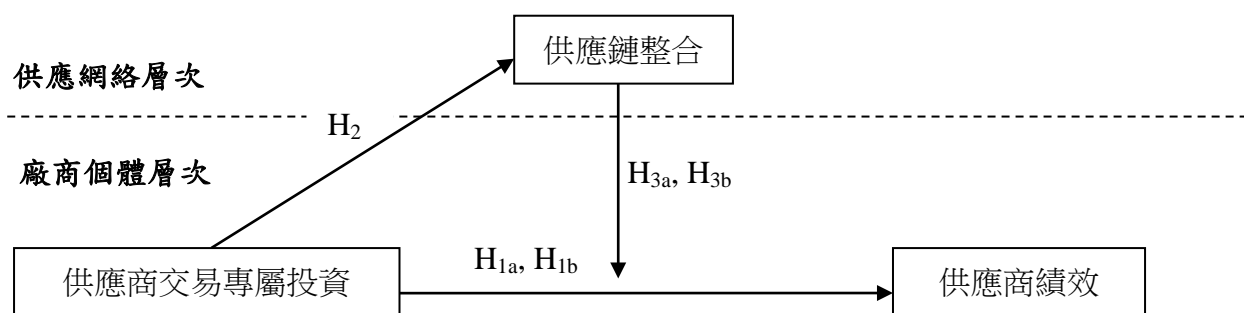 供應鏈整合
供應網絡層次
H2
廠商個體層次
H3a, H3b
H1a, H1b
供應商交易專屬投資
供應商績效